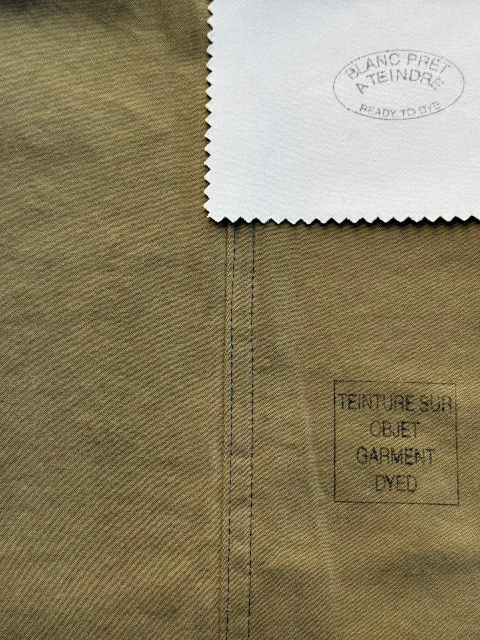 BLANC PRET
A TEINDRE
READY TO DYE
TEINTURE SUR
OBJET
GARMENT
DYED